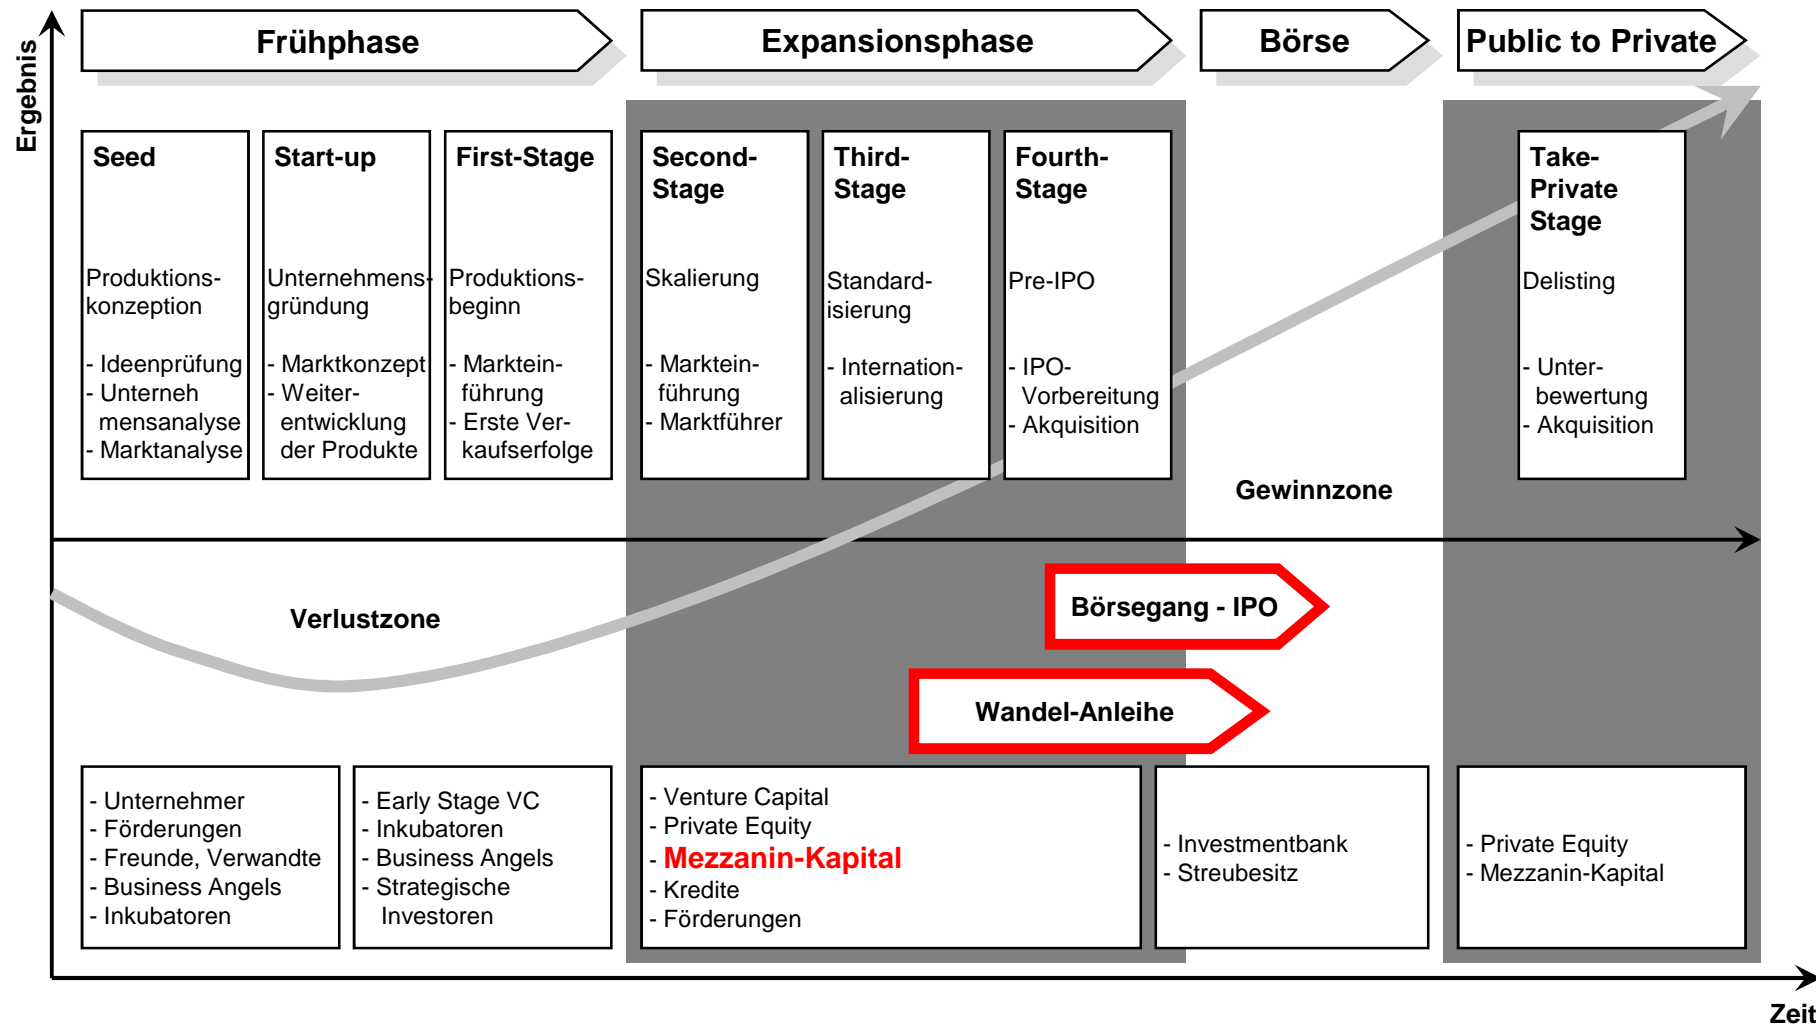 Ergebnis
Frühphase
Expansionsphase
Börse
Public to Private
Seed
Produktions-
konzeption
- Ideenprüfung
- Unterneh
mensanalyse
- Marktanalyse
Start-up
Unternehmens-
gründung
- Marktkonzept
- Weiter-
entwicklung
der Produkte
First-Stage
Produktions-
beginn
- Marktein-
führung
- Erste Ver-
kaufserfolge
Second-
Stage
Skalierung
- Marktein-
führung
- Marktführer
Third-
Stage
Standard-
isierung
- Internation-
alisierung
Fourth-
Stage
Pre-IPO
- IPO-
Vorbereitung
- Akquisition
Take-
Private
Stage
Delisting
- Unter-
bewertung
- Akquisition
Gewinnzone
Verlustzone
Börsegang - IPO
Wandel-Anleihe
- Unternehmer
- Förderungen
- Freunde, Verwandte
- Business Angels
- Inkubatoren
- Early Stage VC
- Inkubatoren
- Business Angels
- Strategische
Investoren
- Venture Capital
- Private Equity
- Mezzanin-Kapital
- Kredite
- Förderungen
- Investmentbank
- Streubesitz
- Private Equity
- Mezzanin-Kapital
Zeit